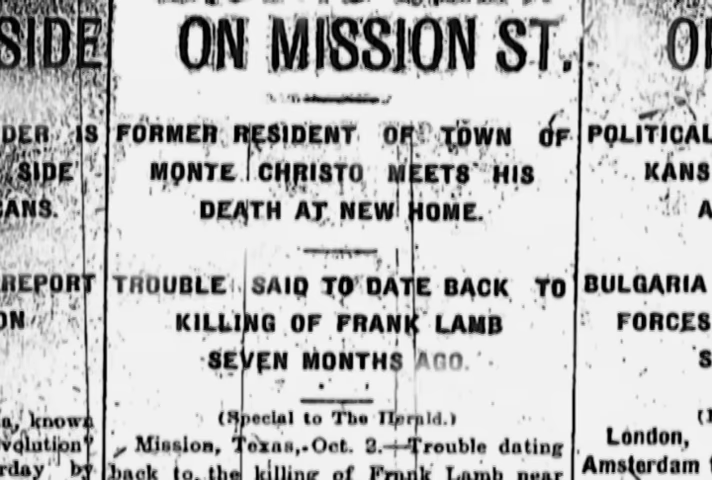 SIDE
DER IS
SIDE
CANS.
REPORT
ON
a, known
volution"
rday by
ON MISSION ST.
FORMER RESIDENT OF TOWN OF
MONTE CHRISTO MEETS HIS
DEATH AT NEW HOME.
TROUBLE SAID TO DATE BACK TO
KILLING OF FRANK LAMB
SEVEN MONTHS AGO.
(Special to The Herald.)
Mission, Texas, Oct. 2.—Trouble dating
back to the killing of Frank Lamb near
POLITICAL
KANS
A
BULGARIA
FORCES
S
London,
Amsterdam